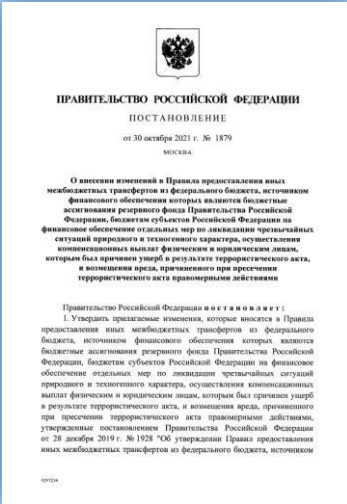 ПРАВИТЕЛЬСТВО РОССИЙСКОЙ ФЕДЕРАЦИИ
ПОСТАНОВЛЕНИЕ
от 30 октября 2021 г. № 1879
МОСКВА
О внесении изменений в Правила предоставления иных
межбюджетных трансфертов из федерального бюджета, источником
финансового обеспечения которых являются бюджетные
ассигнования резервного фонда Правительства Российской
Федерации, бюджетам субъектов Российской Федерации на
финансовое обеспечение отдельных мер по ликвидации чрезвычайных
ситуаций природного и техногенного характера, осуществления
компенсационных выплат физическим и юридическим лицам,
которым был причинен ущерб в результате террористического акта,
и возмещения вреда, причиненного при пресечении
террористического акта правомерными действиями
Правительство Российской Федерации постановляет:
1. Утвердить прилагаемые изменения, которые вносятся в Правила
предоставления иных межбюджетных трансфертов из федерального
бюджета, источником финансового обеспечения которых являются
бюджетные ассигнования резервного фонда Правительства Российской
Федерации, бюджетам субъектов Российской Федерации на финансовое
обеспечение отдельных мер по ликвидации чрезвычайных ситуаций
природного и техногенного характера, осуществления компенсационных
выплат физическим и юридическим лицам, которым был причинен ущерб
в результате террористического акта, и возмещения вреда, причиненного
при пресечении террористического акта правомерными действиями,
утвержденные постановлением Правительства Российской Федерации
от 28 декабря 2019 г. № 1928 "Об утверждении Правил предоставления
иных межбюджетных трансфертов из федерального бюджета, источником